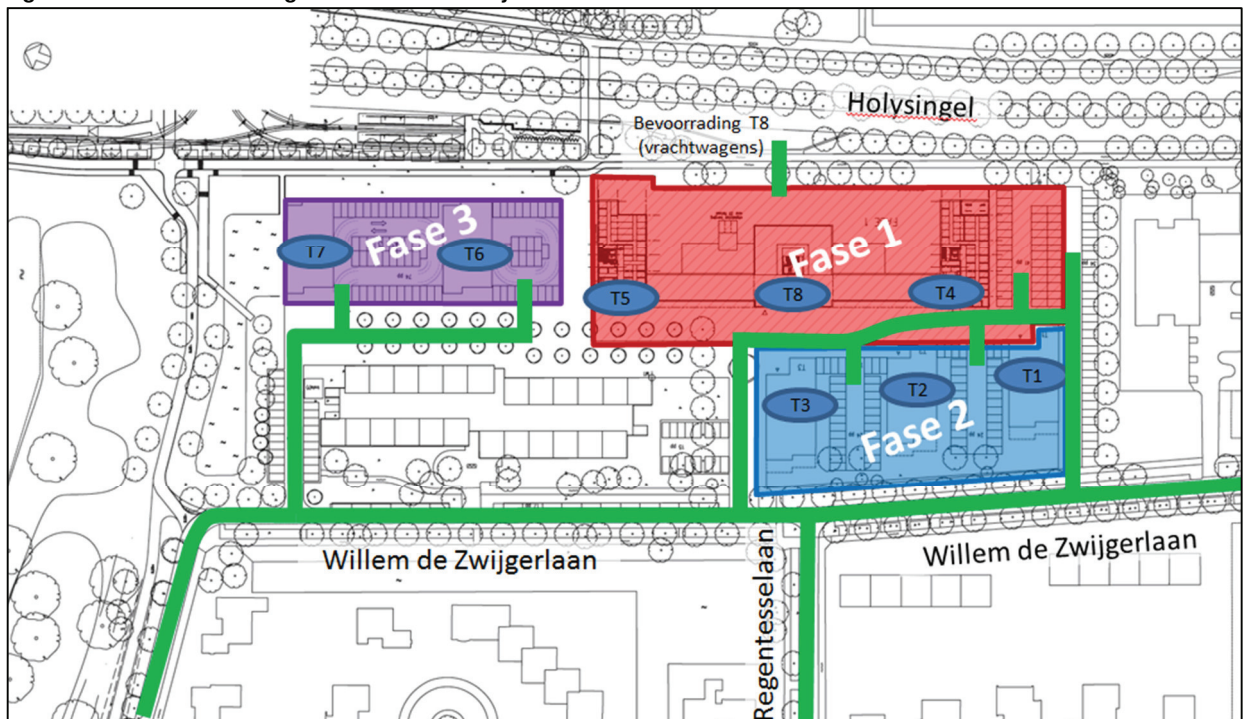 Holysingel
Bevoorrading T8
(vrachtwagens)
Fase 3
T7
T6
Fase 1
T5
T8
T4
T3
T2
T1
Fase 2
Willem de Zwijgerlaan
Willem de Zwijgerlaan
Regentesselaan